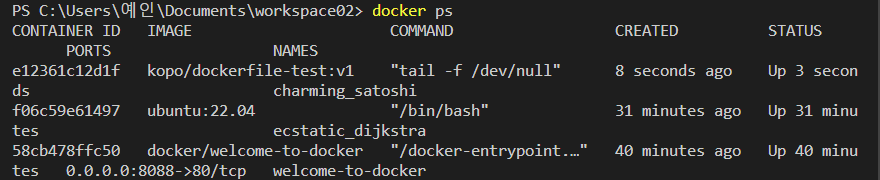 PS C:\Users\예인\Documents\workspace02> docker ps
CONTAINER ID   IMAGE                      COMMAND                   CREATED          STATUS
       PORTS                  NAMES
e12361c12d1f   kopo/dockerfile-test:v1    "tail -f /dev/null"       8 seconds ago    Up 3 secon
ds                            charming_satoshi
f06c59e61497   ubuntu:22.04               "/bin/bash"               31 minutes ago   Up 31 minu
tes                           ecstatic_dijkstra
58cb478ffc50   docker/welcome-to-docker   "/docker-entrypoint.…"    40 minutes ago   Up 40 minu
tes   0.0.0.0:8088->80/tcp   welcome-to-docker